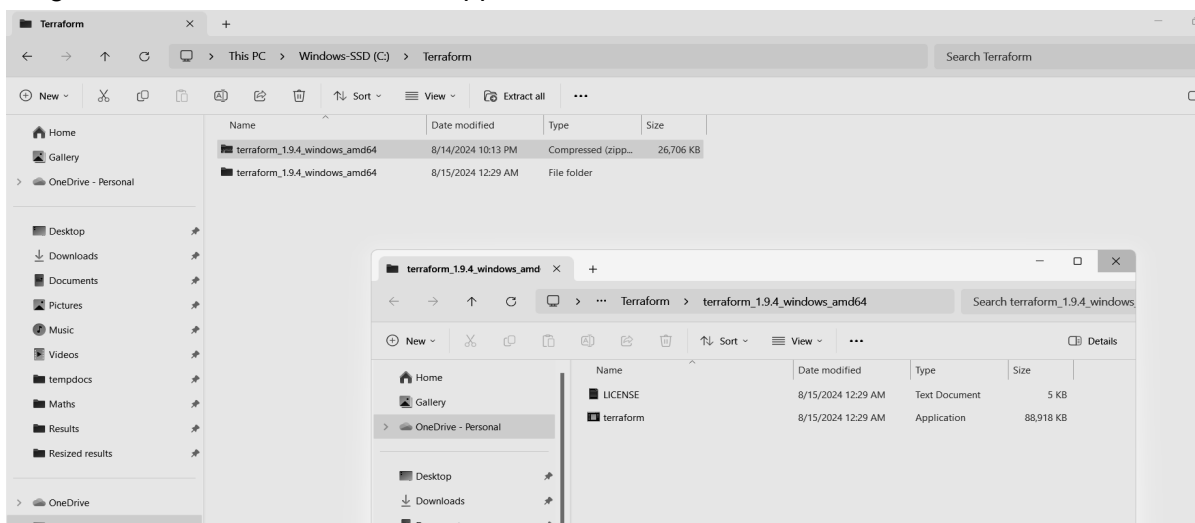 Terraform
This PC > Windows-SSD (C:) > Terraform
Search Terraform
New
Sort
View
Extract all
Home
Gallery
OneDrive - Personal
Desktop
Downloads
Documents
Pictures
Music
Videos
tempdocs
Maths
Results
Resized results
OneDrive
Name Date modified Type Size
terraform_1.9.4_windows_amd64 8/14/2024 10:13 PM Compressed (zipp... 26,706 KB
terraform_1.9.4_windows_amd64 8/15/2024 12:29 AM File folder
terraform_1.9.4_windows_amd
Terraform > terraform_1.9.4_windows_amd64
Search terraform_1.9.4_windows_
New
Sort
View
Details
Home
Gallery
OneDrive - Personal
Desktop
Downloads
Name Date modified Type Size
LICENSE 8/15/2024 12:29 AM Text Document 5 KB
terraform 8/15/2024 12:29 AM Application 88,918 KB